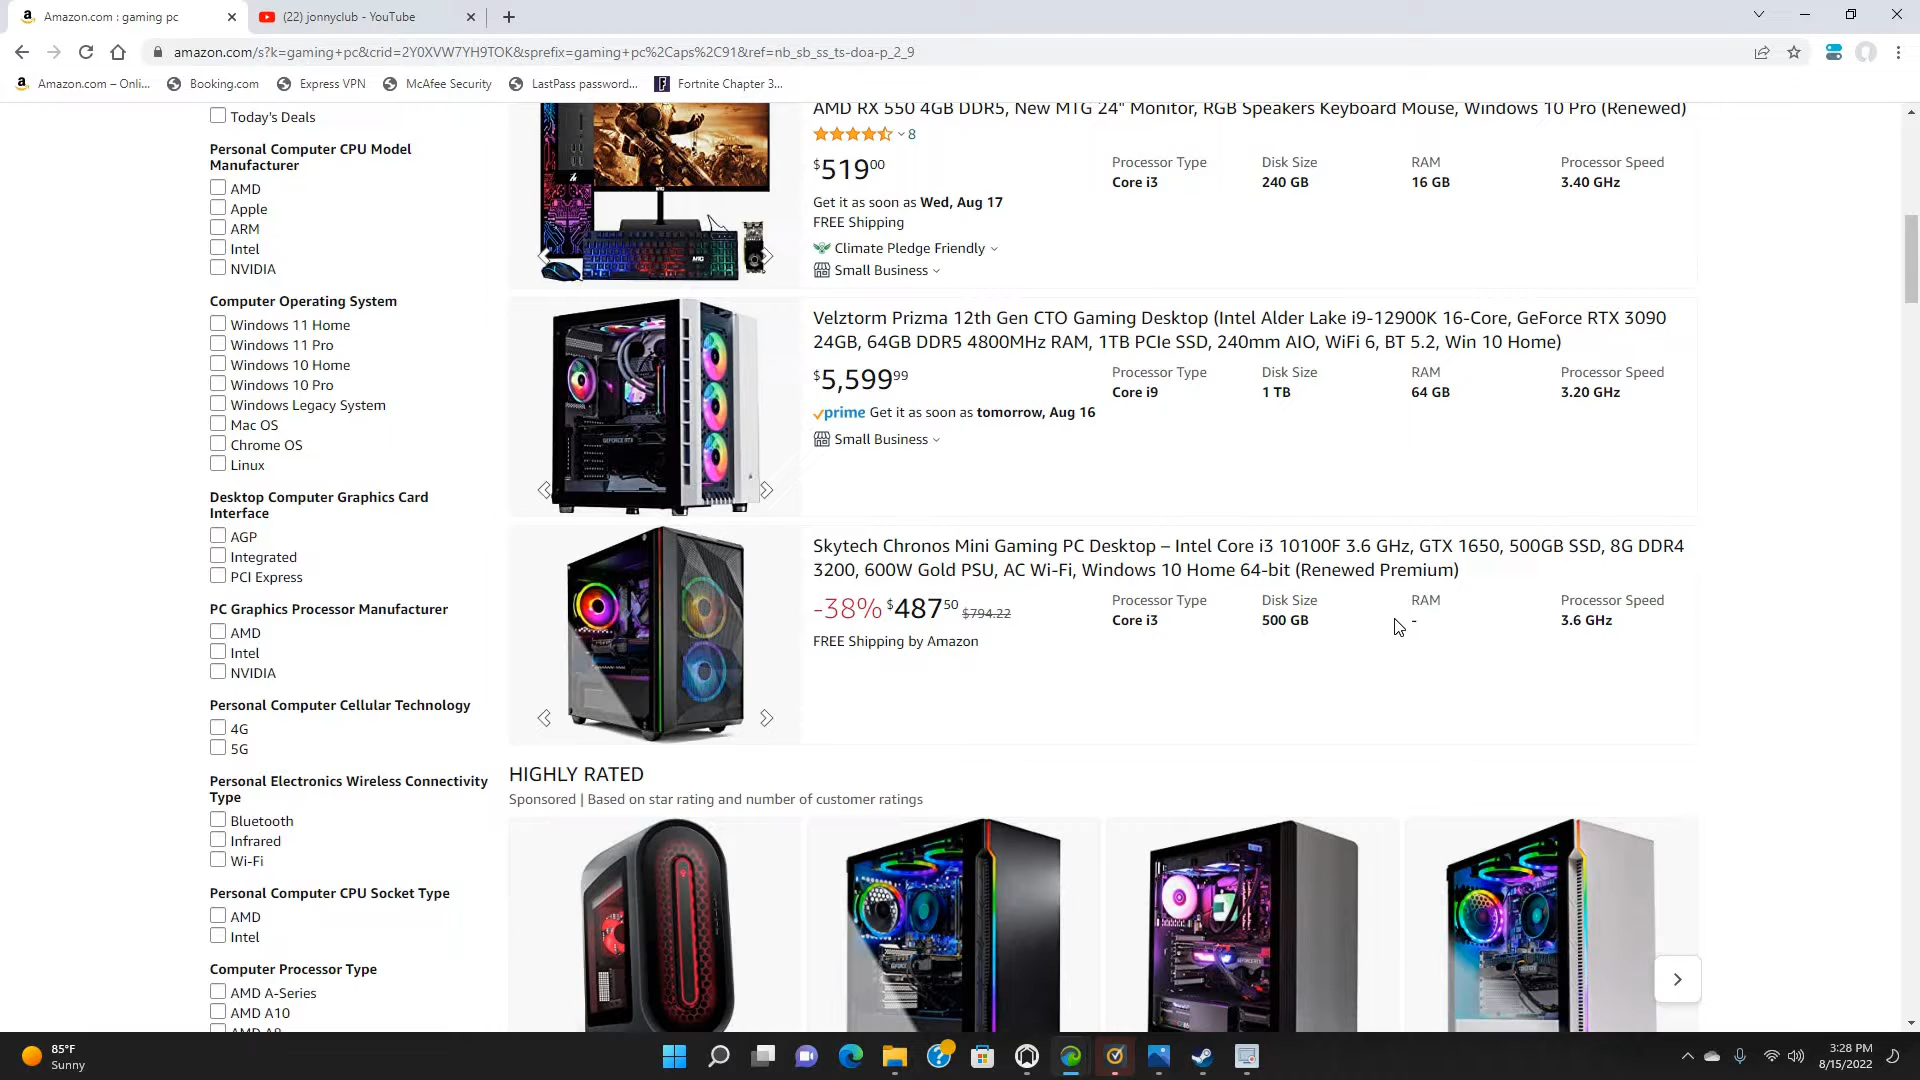 Amazon.com : gaming pc
(22) jonnyclub - YouTube
amazon.com/s?k=gaming+pc&crid=2Y0XVW7YH9TOK&sprefix=gaming+pc%2Caps%2C91&ref=nb_sb_ss_ts-doa-p_2_9
Amazon.com – Onli...
Booking.com
Express VPN
McAfee Security
LastPass password...
Fortnite Chapter 3...
Today's Deals
Personal Computer CPU Model
Manufacturer
AMD
Apple
ARM
Intel
NVIDIA
Computer Operating System
Windows 11 Home
Windows 11 Pro
Windows 10 Home
Windows 10 Pro
Windows Legacy System
Mac OS
Chrome OS
Linux
Desktop Computer Graphics Card
Interface
AGP
Integrated
PCI Express
PC Graphics Processor Manufacturer
AMD
Intel
NVIDIA
Personal Computer Cellular Technology
4G
5G
Personal Electronics Wireless Connectivity
Type
Bluetooth
Infrared
Wi-Fi
Personal Computer CPU Socket Type
AMD
Intel
Computer Processor Type
AMD A-Series
AMD A10
AMD A8
AMD RX 550 4GB DDR5, New MTG 24" Monitor, RGB Speakers Keyboard Mouse, Windows 10 Pro (Renewed)
8
$519 00
Get it as soon as Wed, Aug 17
FREE Shipping
Climate Pledge Friendly
Small Business
Processor Type Disk Size RAM Processor Speed
Core i3 240 GB 16 GB 3.40 GHz
Velztorm Prizma 12th Gen CTO Gaming Desktop (Intel Alder Lake i9-12900K 16-Core, GeForce RTX 3090
24GB, 64GB DDR5 4800MHz RAM, 1TB PCIe SSD, 240mm AIO, WiFi 6, BT 5.2, Win 10 Home)
$5,599 99
prime Get it as soon as tomorrow, Aug 16
Small Business
Processor Type Disk Size RAM Processor Speed
Core i9 1 TB 64 GB 3.20 GHz
Skytech Chronos Mini Gaming PC Desktop – Intel Core i3 10100F 3.6 GHz, GTX 1650, 500GB SSD, 8G DDR4
3200, 600W Gold PSU, AC Wi-Fi, Windows 10 Home 64-bit (Renewed Premium)
-38% $487 50 $794.22
FREE Shipping by Amazon
Processor Type Disk Size RAM Processor Speed
Core i3 500 GB - 3.6 GHz
HIGHLY RATED
Sponsored | Based on star rating and number of customer ratings
85°F
Sunny
3:28 PM
8/15/2022